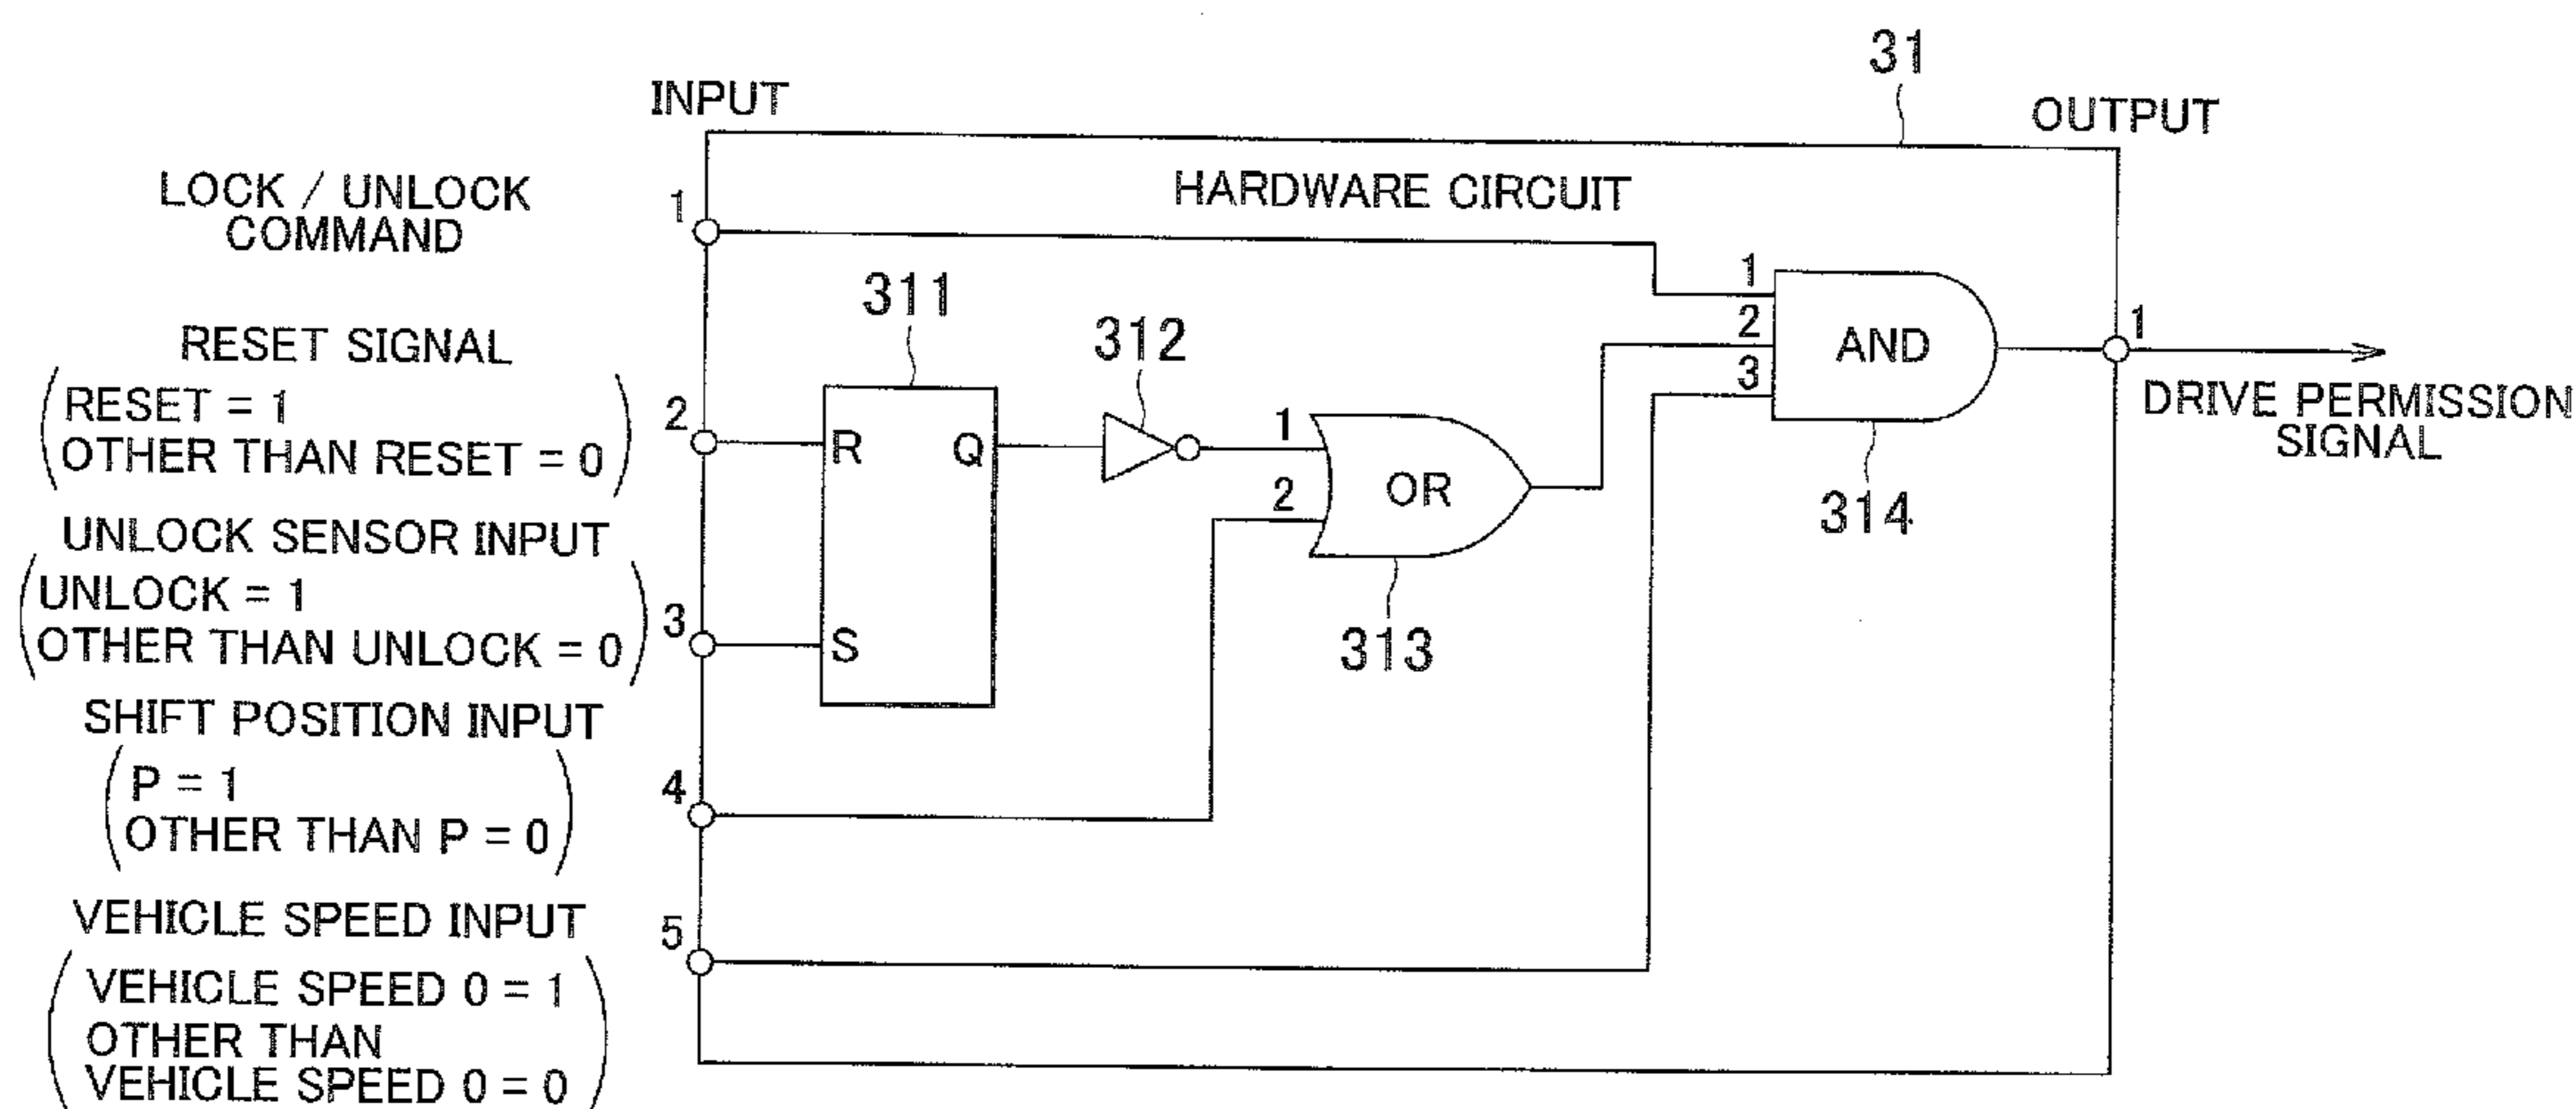 31
INPUT
OUTPUT
LOCK / UNLOCK
COMMAND
1
HARDWARE CIRCUIT
RESET SIGNAL
RESET = 1
OTHER THAN RESET = 0
2
311
R
Q
S
312
1
2
OR
313
1
2
3
AND
314
1
DRIVE PERMISSION
SIGNAL
UNLOCK SENSOR INPUT
UNLOCK = 1
OTHER THAN UNLOCK = 0
3
SHIFT POSITION INPUT
P = 1
OTHER THAN P = 0
4
VEHICLE SPEED INPUT
VEHICLE SPEED 0 = 1
OTHER THAN
VEHICLE SPEED 0 = 0
5